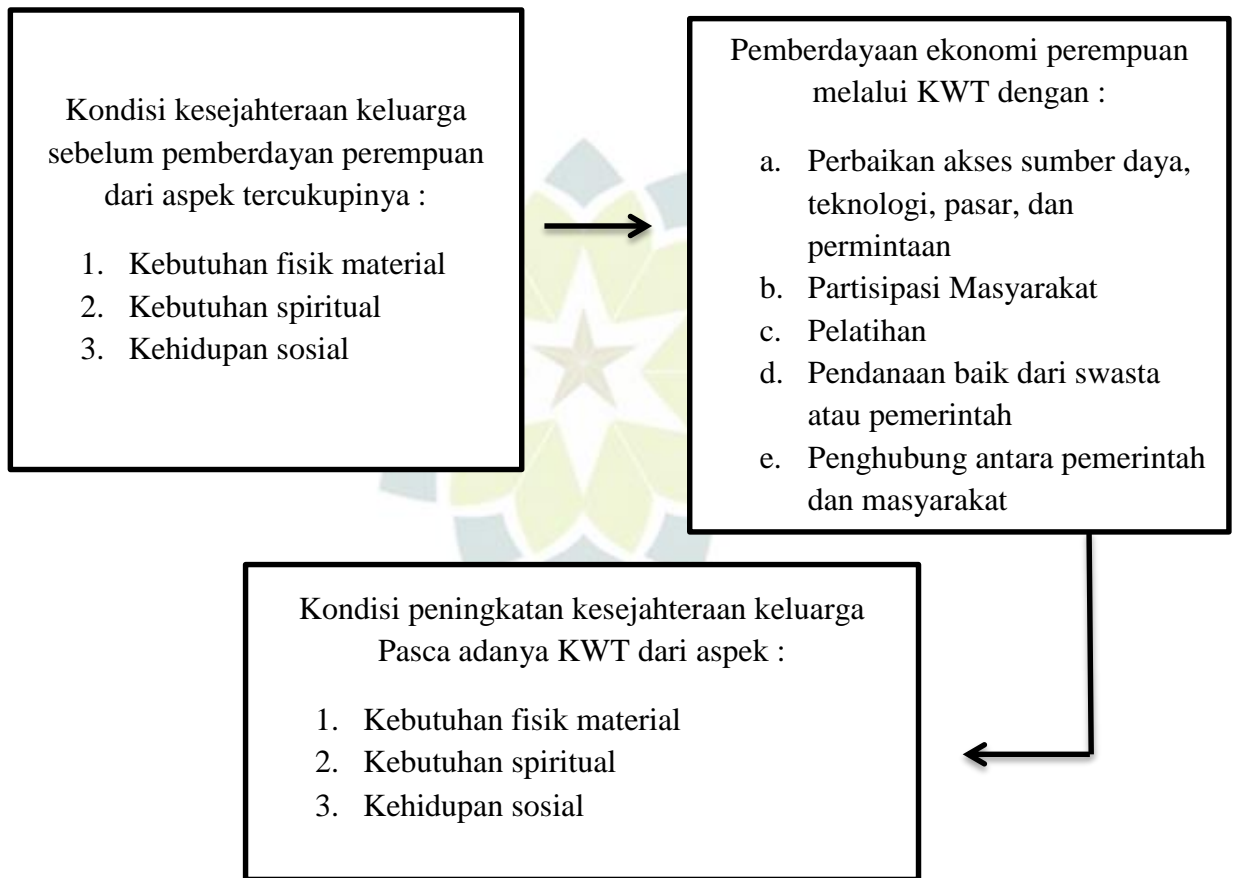 Kondisi kesejahteraan keluarga
sebelum pemberdayan perempuan
dari aspek tercukupinya :
1. Kebutuhan fisik material
2. Kebutuhan spiritual
3. Kehidupan sosial
Pemberdayaan ekonomi perempuan
melalui KWT dengan :
a. Perbaikan akses sumber daya,
teknologi, pasar, dan
permintaan
b. Partisipasi Masyarakat
c. Pelatihan
d. Pendanaan baik dari swasta
atau pemerintah
e. Penghubung antara pemerintah
dan masyarakat
Kondisi peningkatan kesejahteraan keluarga
Pasca adanya KWT dari aspek :
1. Kebutuhan fisik material
2. Kebutuhan spiritual
3. Kehidupan sosial